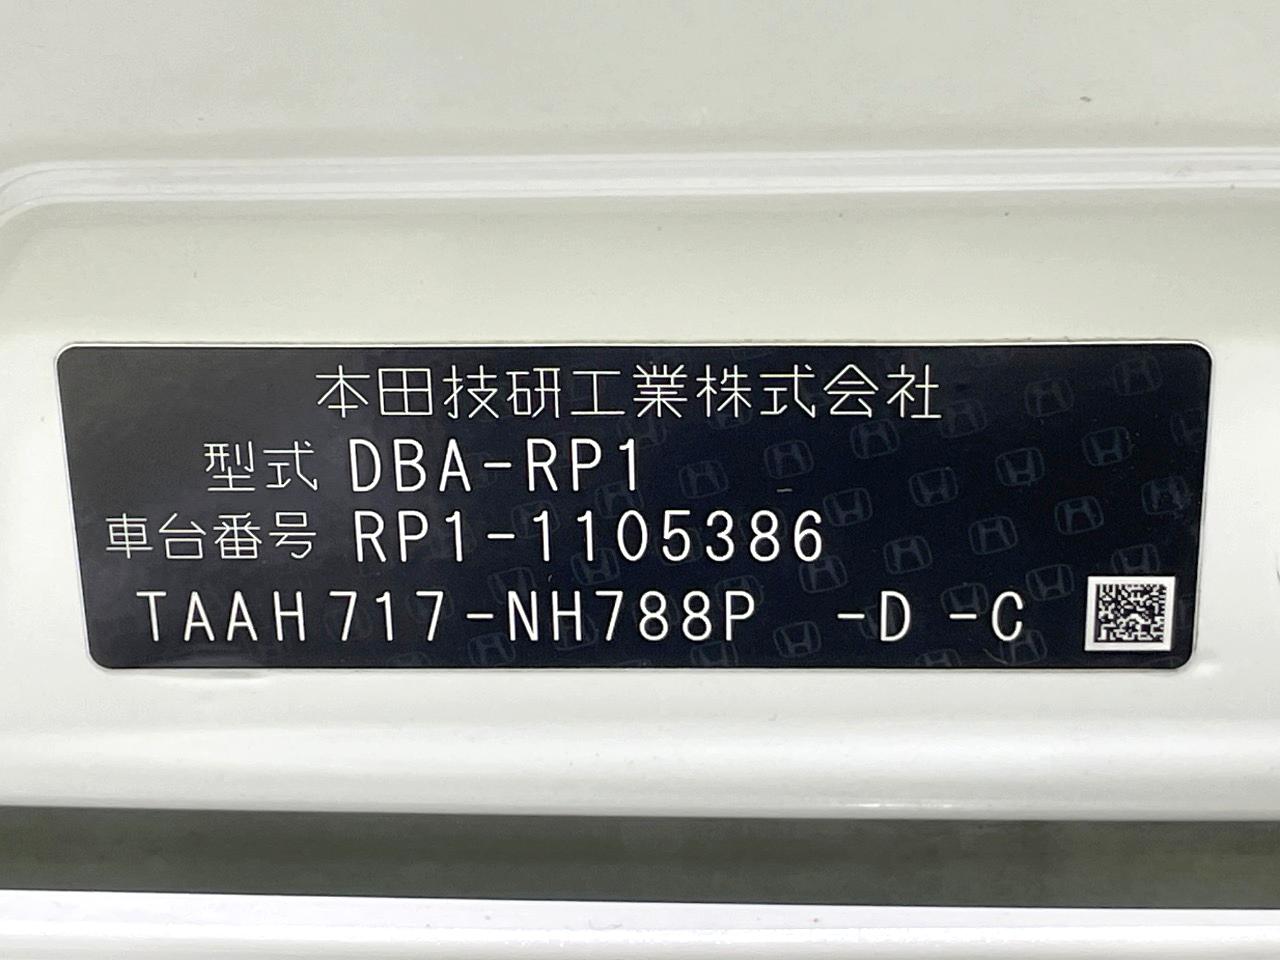 本田技研工業株式会社
型式 DBA-RP1
車台番号 RP1-1105386
TAAH717-NH788P -D -C